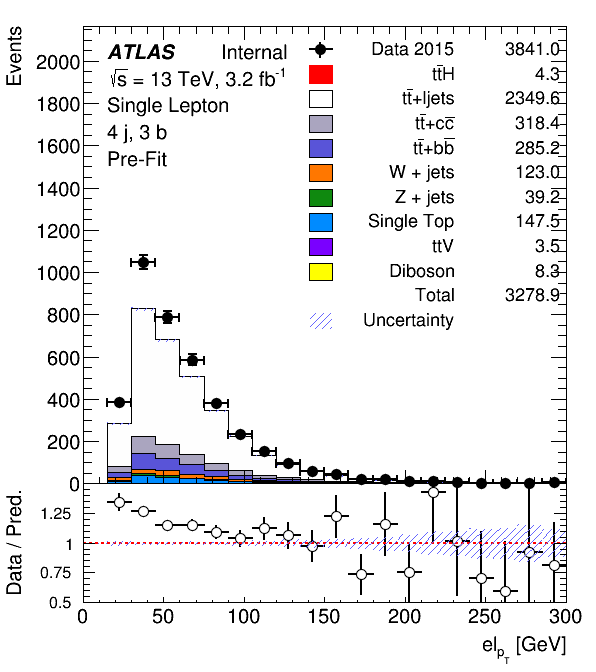 Events
ATLAS Internal
√s = 13 TeV, 3.2 fb⁻¹
Single Lepton
4 j, 3 b
Pre-Fit
Data 2015 3841.0
tt̄H 4.3
tt̄+ljets 2349.6
tt̄+cc̄ 318.4
tt̄+bb̄ 285.2
W + jets 123.0
Z + jets 39.2
Single Top 147.5
ttV 3.5
Diboson 8.3
Total 3278.9
Uncertainty
2000
1800
1600
1400
1200
1000
800
600
400
200
0
Data / Pred.
1.25
1
0.75
0.5
0 50 100 150 200 250 300
el_p_T [GeV]